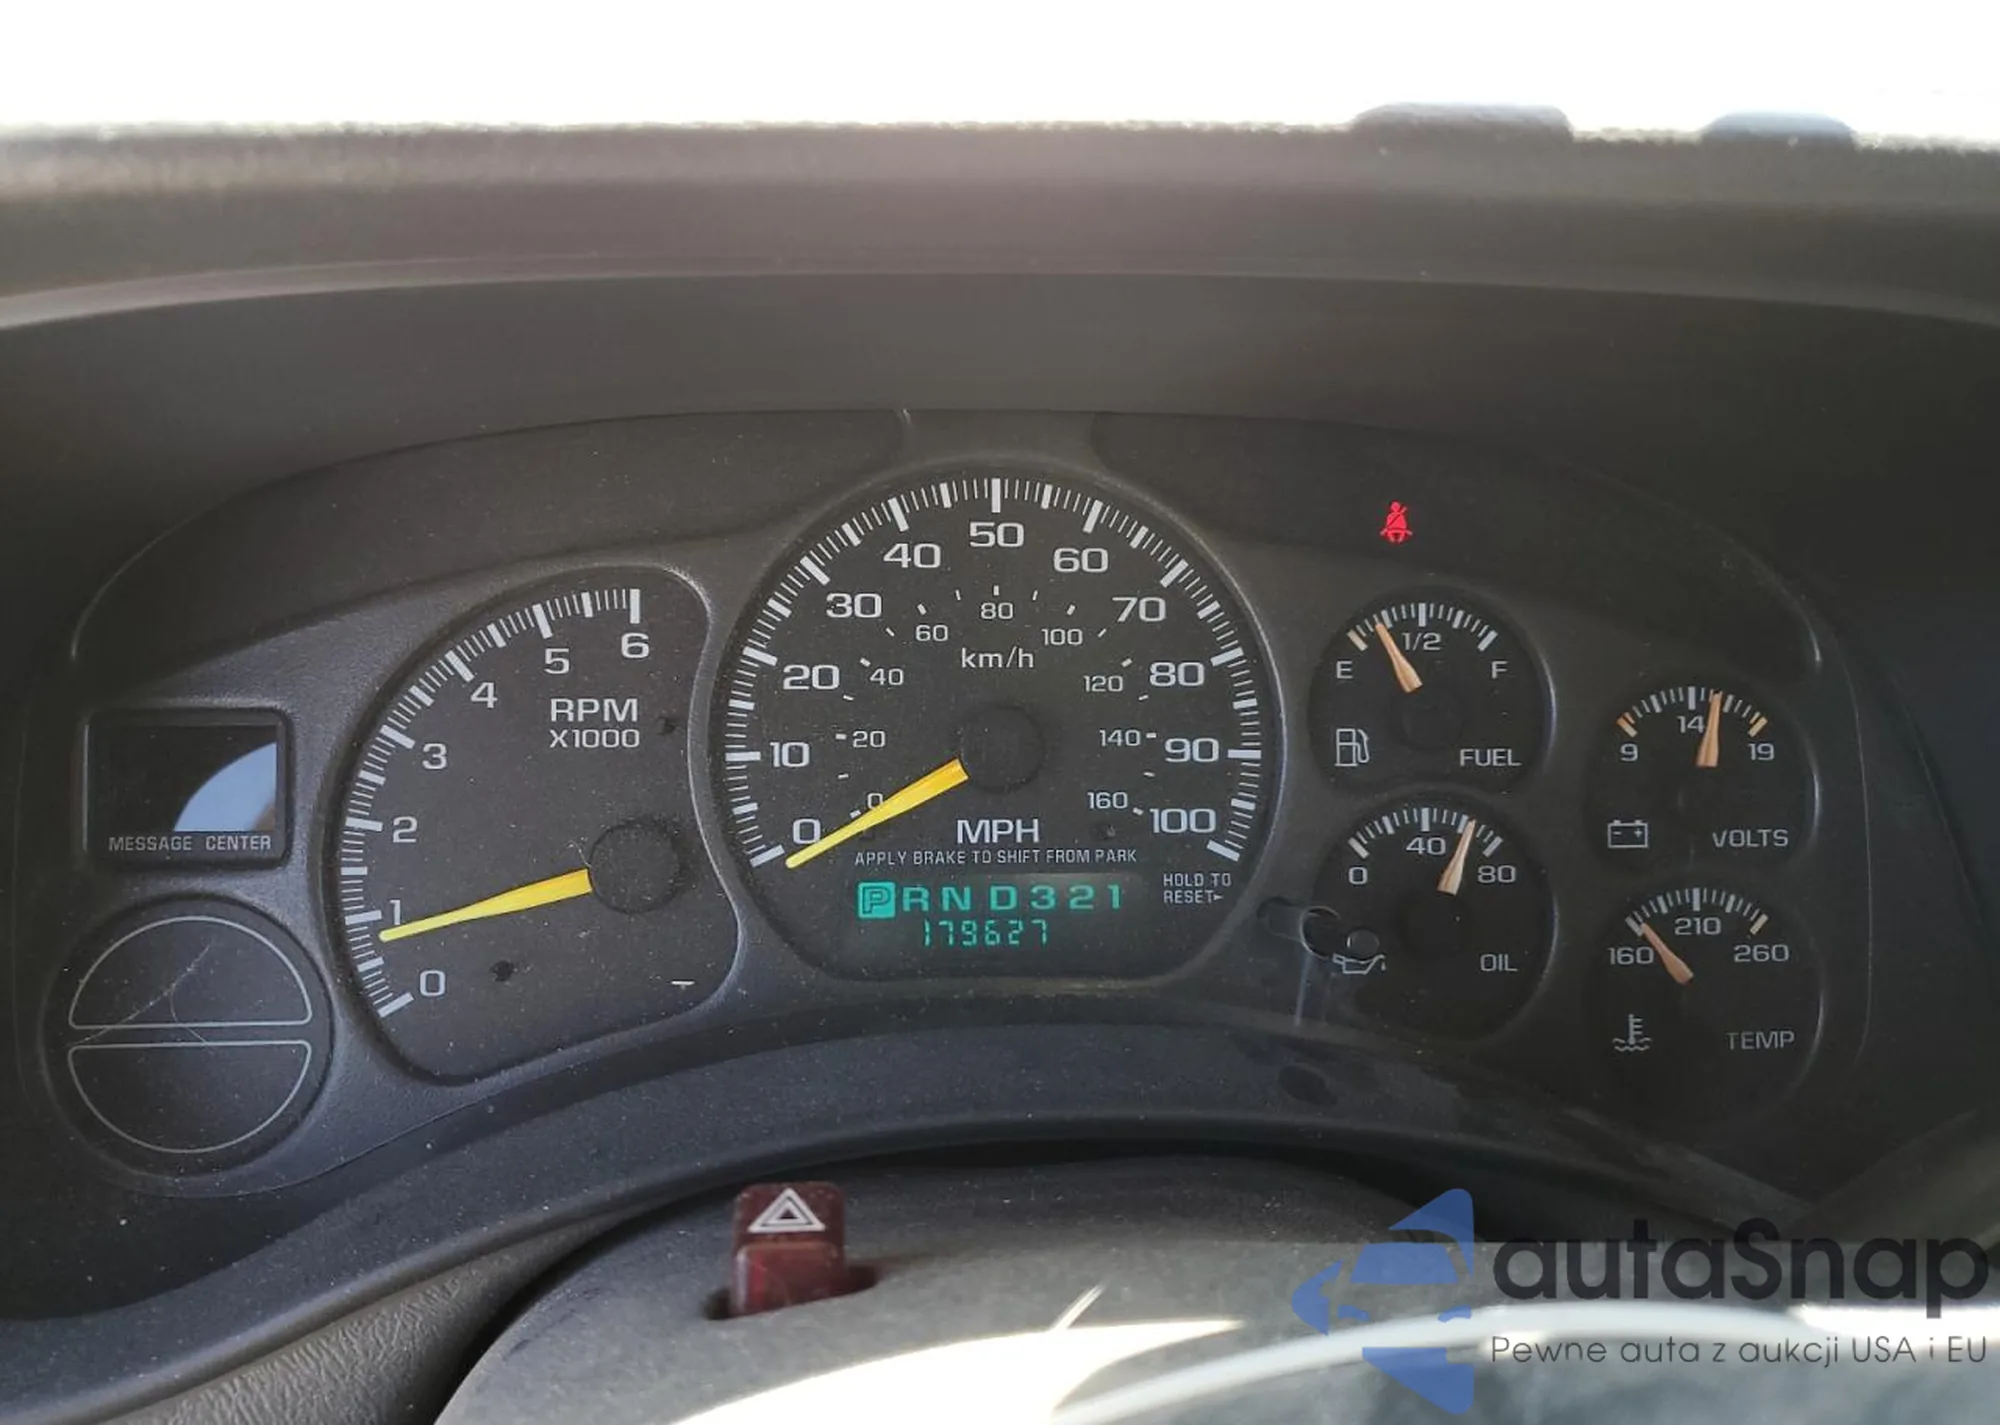 6
5
4
3
2
1
0
RPM
X1000
MESSAGE CENTER
0
10
20
30
40
50
60
70
80
90
100
0
20
40
60
80
100
120
140
160
km/h
MPH
APPLY BRAKE TO SHIFT FROM PARK
P R N D 3 2 1
179627
HOLD TO
RESET
E 1/2 F
FUEL
0 40 80
OIL
9 14 19
VOLTS
160 210 260
TEMP
autaSnap
Pewne auta z aukcji USA i EU